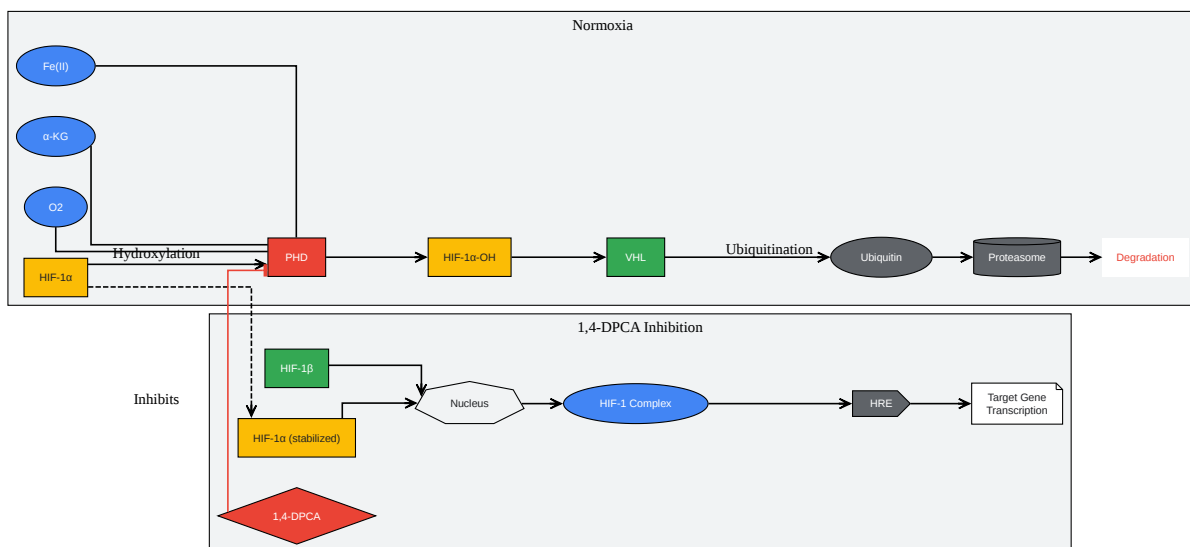 Normoxia
Fe(II)
α-KG
O2
Hydroxylation
HIF-1α
PHD
HIF-1α-OH
VHL
Ubiquitination
Ubiquitin
Proteasome
Degradation
1,4-DPCA Inhibition
HIF-1β
Inhibits
Nucleus
HIF-1 Complex
HRE
Target Gene
Transcription
HIF-1α (stabilized)
1,4-DPCA